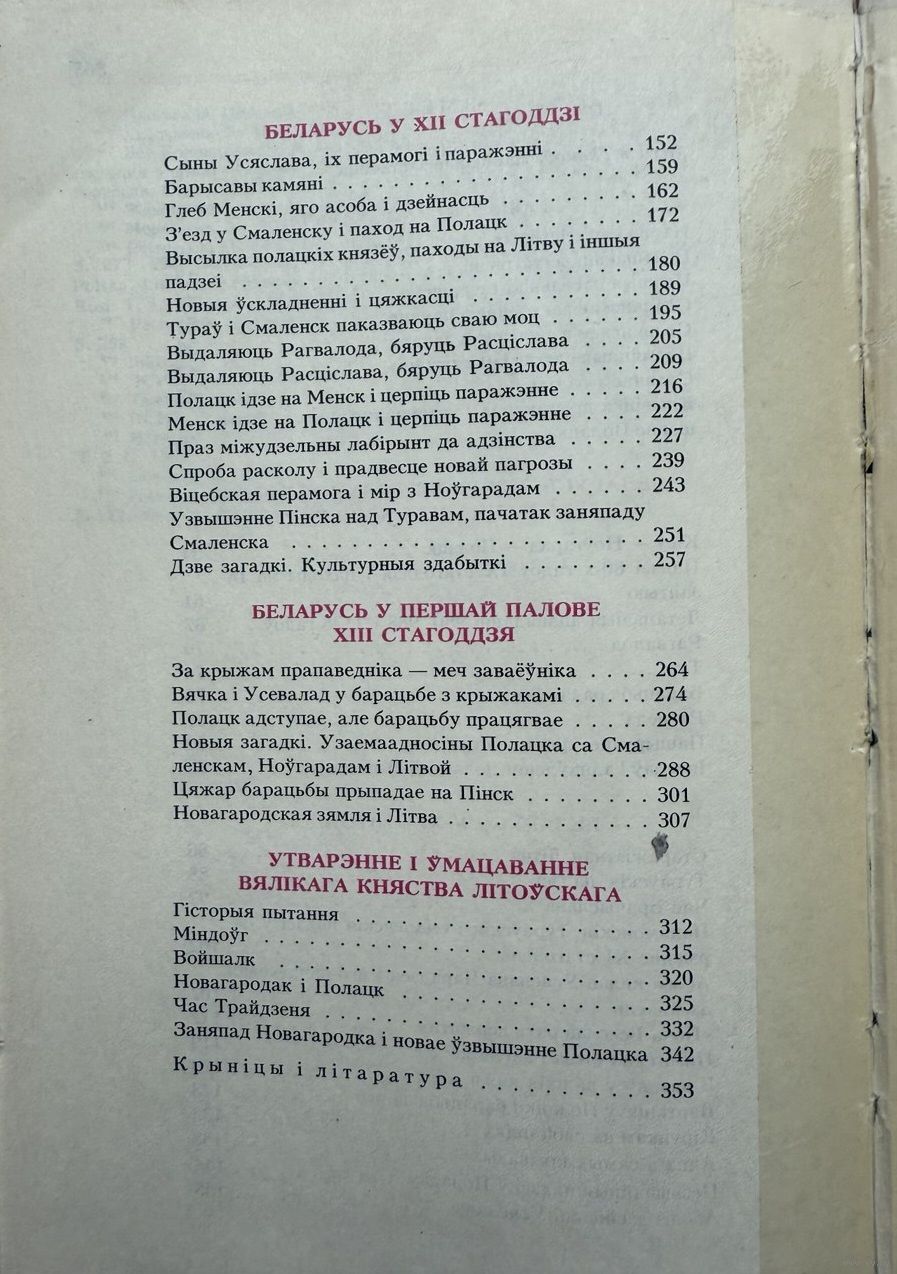 БЕЛАРУСЬ У XII СТАГОДДЗІ
Сыны Усяслава, іх перамогі і паражэнні . . . . 152
Барысавы камяні . . . . . . . . . . . . . . . . . . . 159
Глеб Менскі, яго асоба і дзейнасць . . . . . . . . . 162
З’езд у Смаленску і паход на Полацк . . . . . . . . 172
Высылка полацкіх князёў, паходы на Літву і іншыя
падзеі . . . . . . . . . . . . . . . . . . . . . . . . . 180
Новыя ўскладненні і цяжкасці . . . . . . . . . . . 189
Тураў і Смаленск паказваюць сваю моц . . . . . . 195
Выдаляюць Рагвалода, бяруць Расціслава . . . . 205
Выдаляюць Расціслава, бяруць Рагвалода . . . . 209
Полацк ідзе на Менск і церпіць паражэнне . . . . . 216
Менск ідзе на Полацк і церпіць паражэнне . . . . 222
Праз міжудзельны лабірынт да адзінства . . . . . 227
Спроба расколу і прадвесце новай пагрозы . . . . 239
Віцебская перамога і мір з Ноўгарадам . . . . . . 243
Узвышэнне Пінска над Туравам, пачатак заняпаду
Смаленска . . . . . . . . . . . . . . . . . . . . . . . 251
Дзве загадкі. Культурныя здабыткі . . . . . . . . 257
БЕЛАРУСЬ У ПЕРШАЙ ПАЛОВЕ
XIII СТАГОДДЗЯ
За крыжам прапаведніка — меч заваёўніка . . . . 264
Вячка і Усевалад у барацьбе з крыжакамі . . . . . 274
Полацк адступае, але барацьбу працягвае . . . . . 280
Новыя загадкі. Узаемаадносіны Полацка са Сма-
ленскам, Ноўгарадам і Літвой . . . . . . . . . . . . 288
Цяжар барацьбы прыпадае на Пінск . . . . . . . . 301
Новагародская зямля і Літва . . . . . . . . . . . . . 307
УТВАРЭННЕ І ЎМАЦАВАННЕ
ВЯЛІКАГА КНЯСТВА ЛІТОЎСКАГА
Гісторыя пытання . . . . . . . . . . . . . . . . . . 312
Міндоўг . . . . . . . . . . . . . . . . . . . . . . . . 315
Войшалк . . . . . . . . . . . . . . . . . . . . . . . 320
Новагародак і Полацк . . . . . . . . . . . . . . . 325
Час Трайдзеня . . . . . . . . . . . . . . . . . . . . 332
Заняпад Новагародка і новае ўзвышэнне Полацка 342
Крыніцы і літаратура . . . . . . . . . . . 353